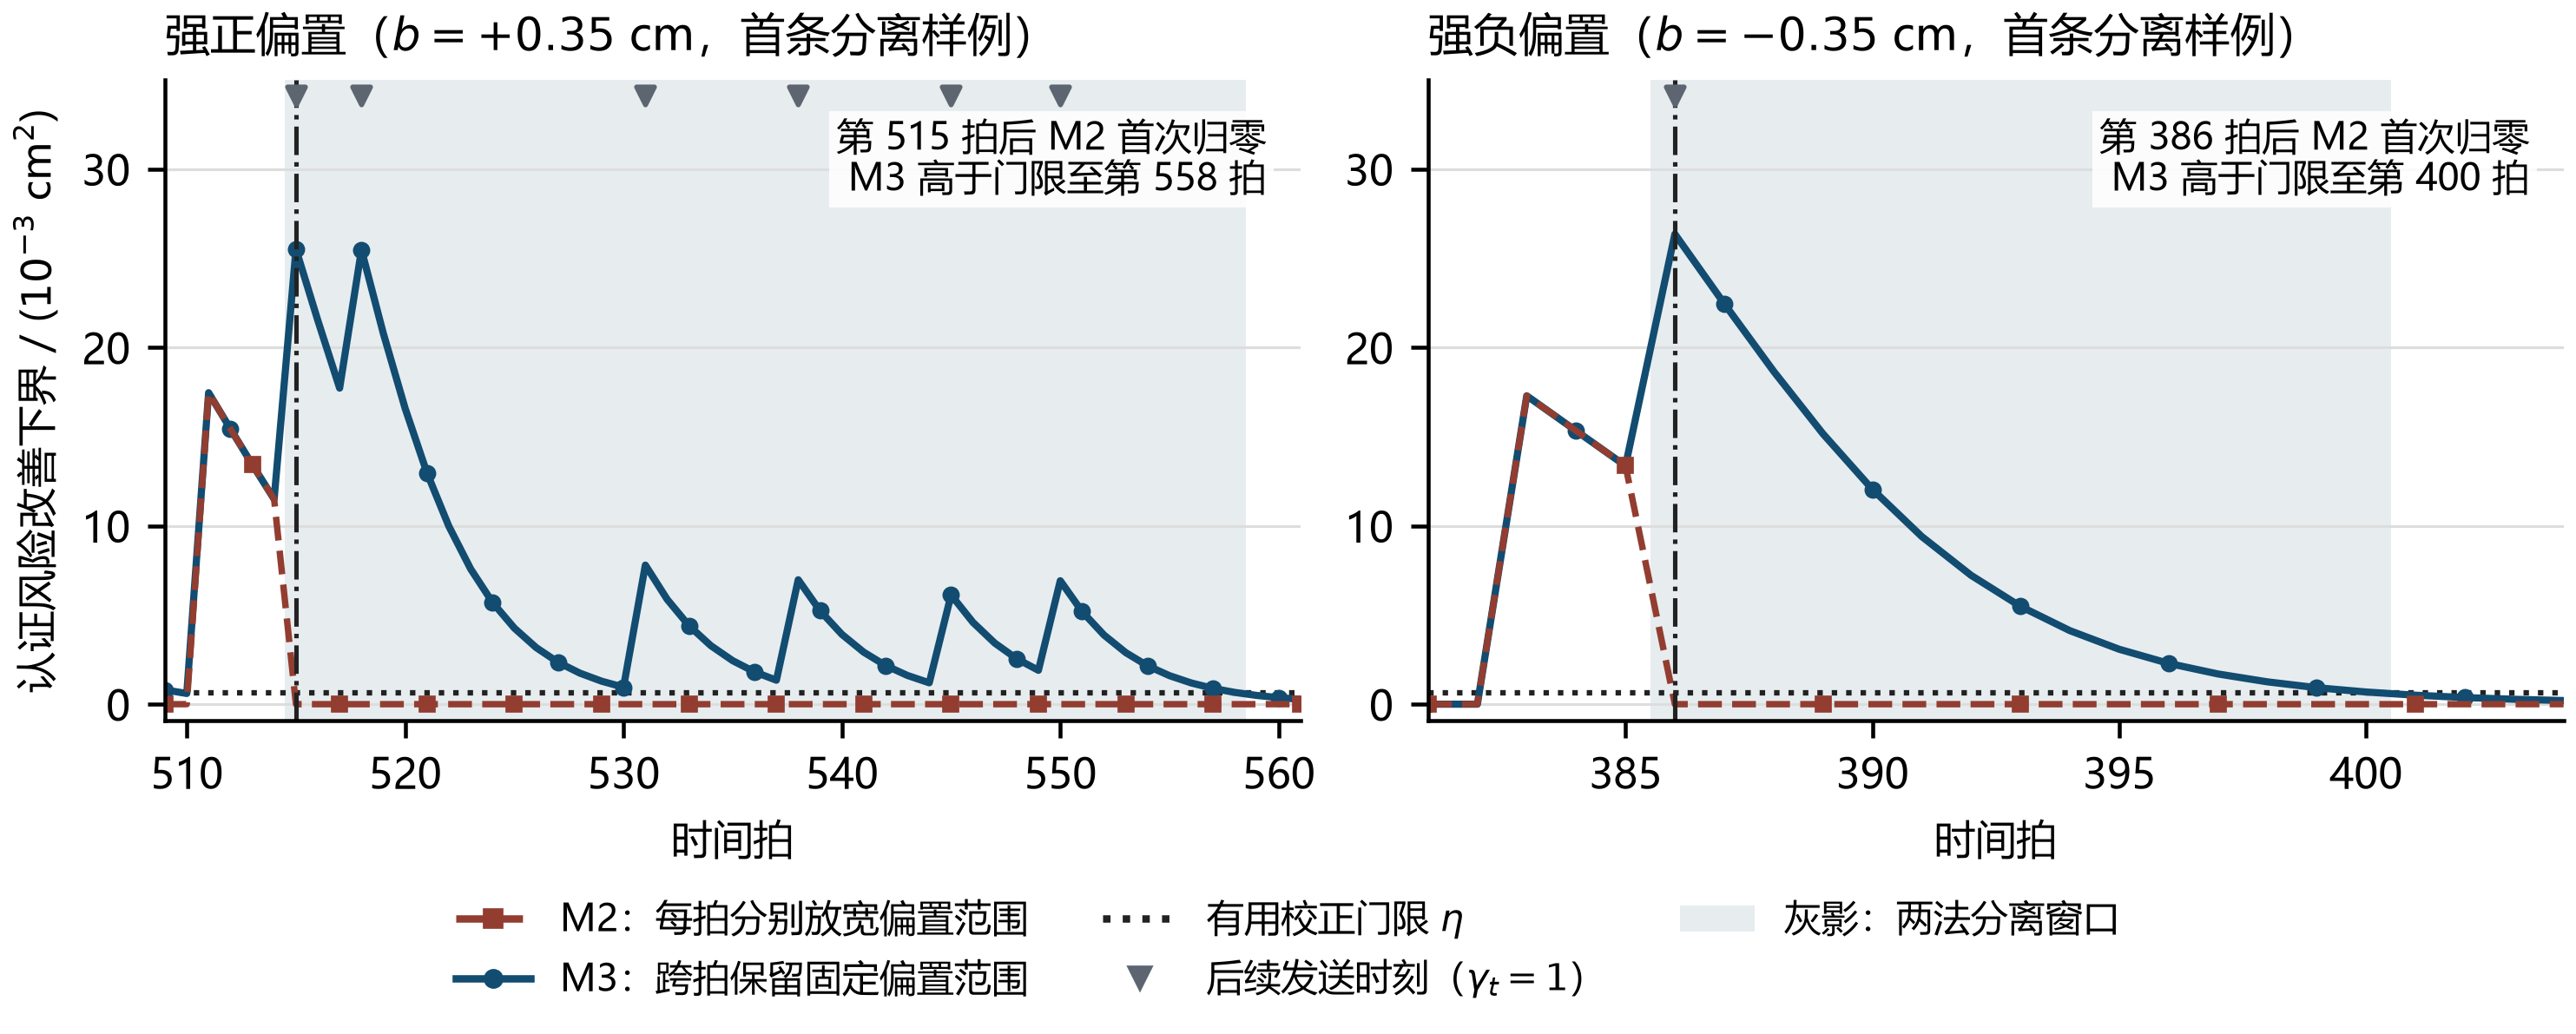 强正偏置（b = +0.35 cm，首条分离样例）
强负偏置（b = −0.35 cm，首条分离样例）
认证风险改善下界 / (10⁻³ cm²)
30
20
10
0
第 515 拍后 M2 首次归零
M3 高于门限至第 558 拍
510 520 530 540 550 560
时间拍
30
20
10
0
第 386 拍后 M2 首次归零
M3 高于门限至第 400 拍
385 390 395 400
时间拍
M2：每拍分别放宽偏置范围
M3：跨拍保留固定偏置范围
有用校正门限 η
后续发送时刻（γₜ = 1）
灰影：两法分离窗口